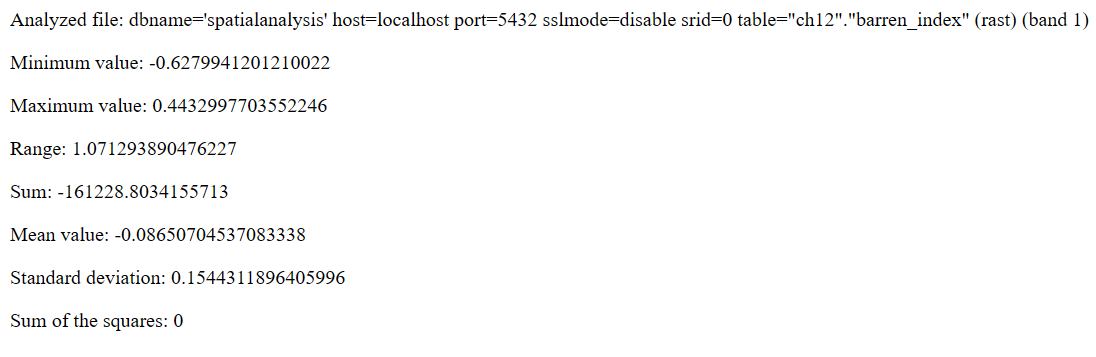 Analyzed file: dbname='spatialanalysis' host=localhost port=5432 sslmode=disable srid=0 table="ch12"."barren_index" (rast) (band 1)
Minimum value: -0.6279941201210022
Maximum value: 0.4432997703552246
Range: 1.071293890476227
Sum: -161228.8034155713
Mean value: -0.08650704537083338
Standard deviation: 0.1544311896405996
Sum of the squares: 0